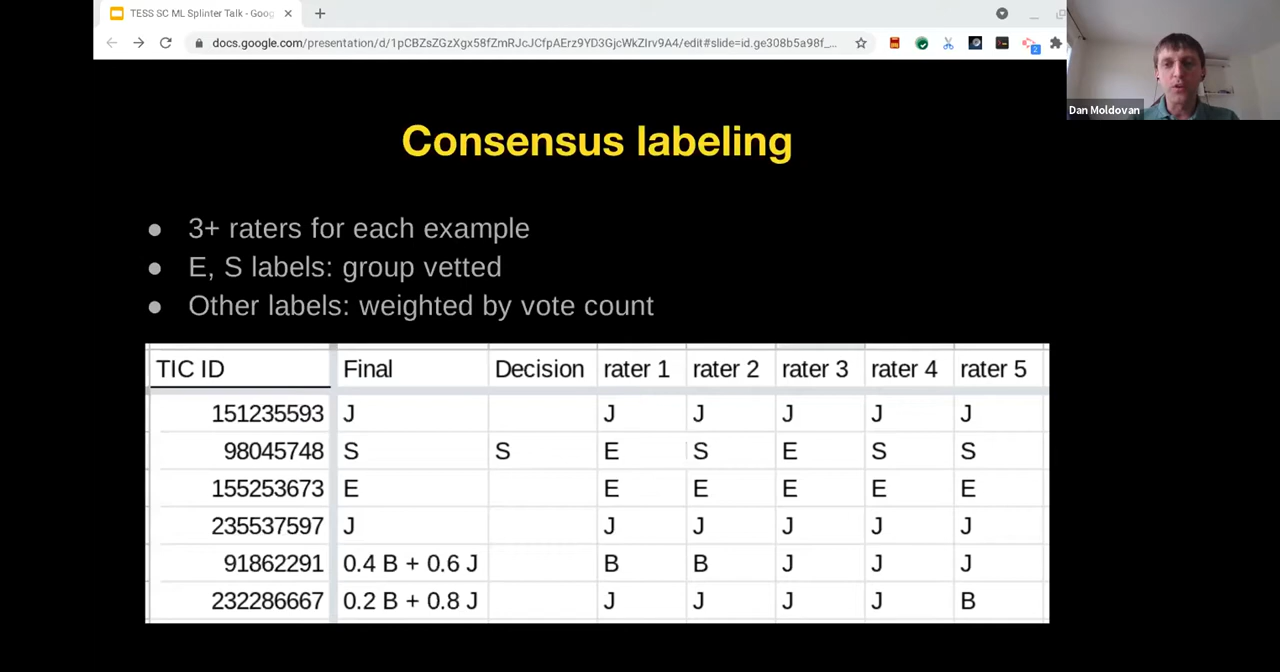 TESS SC ML Splinter Talk - Goog
docs.google.com/presentation/d/1pCBZsZGzXgx58fZmRJcJCfpAErz9YD3GjcWkZIrv9A4/edit#slide=id.ge308b5a98f_...
2
Dan Moldovan
Consensus labeling
● 3+ raters for each example
● E, S labels: group vetted
● Other labels: weighted by vote count
TIC ID Final Decision rater 1 rater 2 rater 3 rater 4 rater 5
151235593 J J J J J J
98045748 S S E S E S S
155253673 E E E E E E
235537597 J J J J J J
91862291 0.4 B + 0.6 J B B J J J
232286667 0.2 B + 0.8 J J J J J B